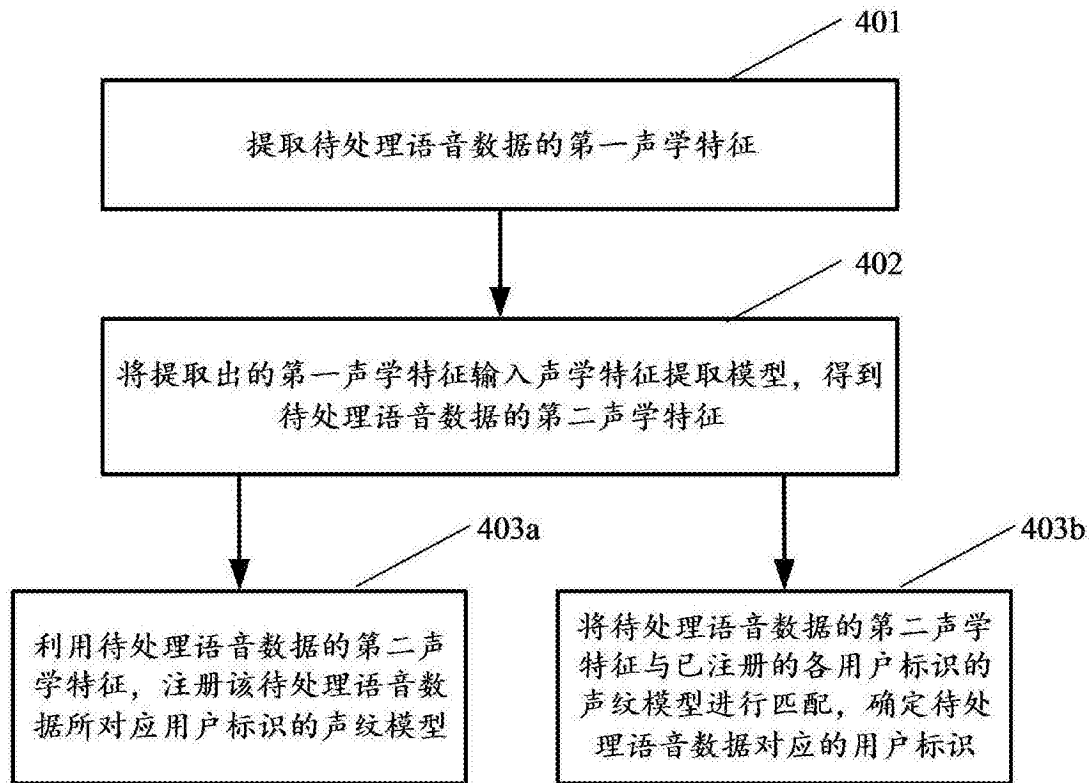 401
提取待处理语音数据的第一声学特征
402
将提取出的第一声学特征输入声学特征提取模型，得到
待处理语音数据的第二声学特征
403a
利用待处理语音数据的第二声
学特征，注册该待处理语音数
据所对应用户标识的声纹模型
403b
将待处理语音数据的第二声学
特征与已注册的各用户标识的
声纹模型进行匹配，确定待处
理语音数据对应的用户标识